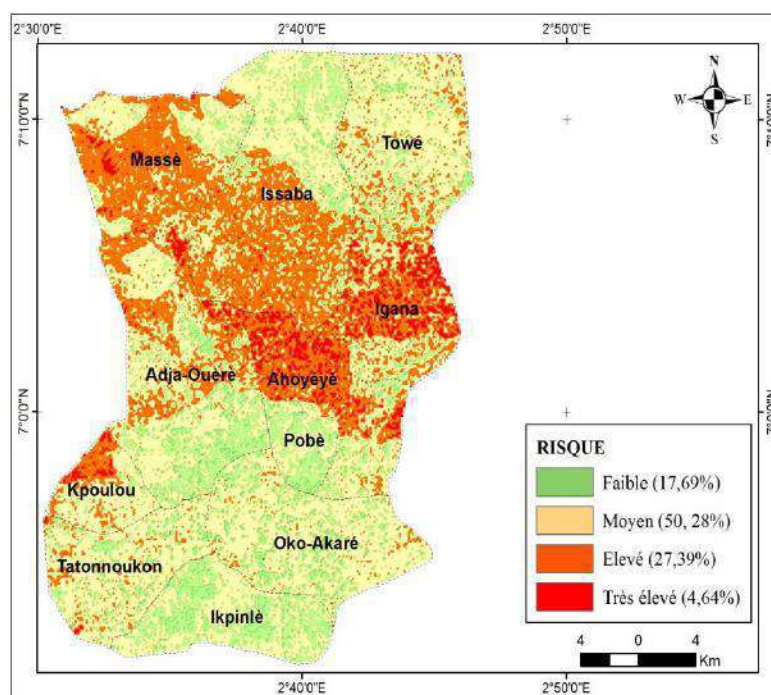 2°30'0"E 2°40'0"E 2°50'0"E
N
W E
S
7°10'0"N
Towé
Massè
Issaba
Igana
Adja-Ouèrè
Ahoyéyé
7°0'0"N
Pobè
Kpoulou
Oko-Akaré
Tatonnoukon
Ikpinlè
RISQUE
Faible (17,69%)
Moyen (50, 28%)
Elevé (27,39%)
Très élevé (4,64%)
4 0 4
Km
2°40'0"E 2°50'0"E